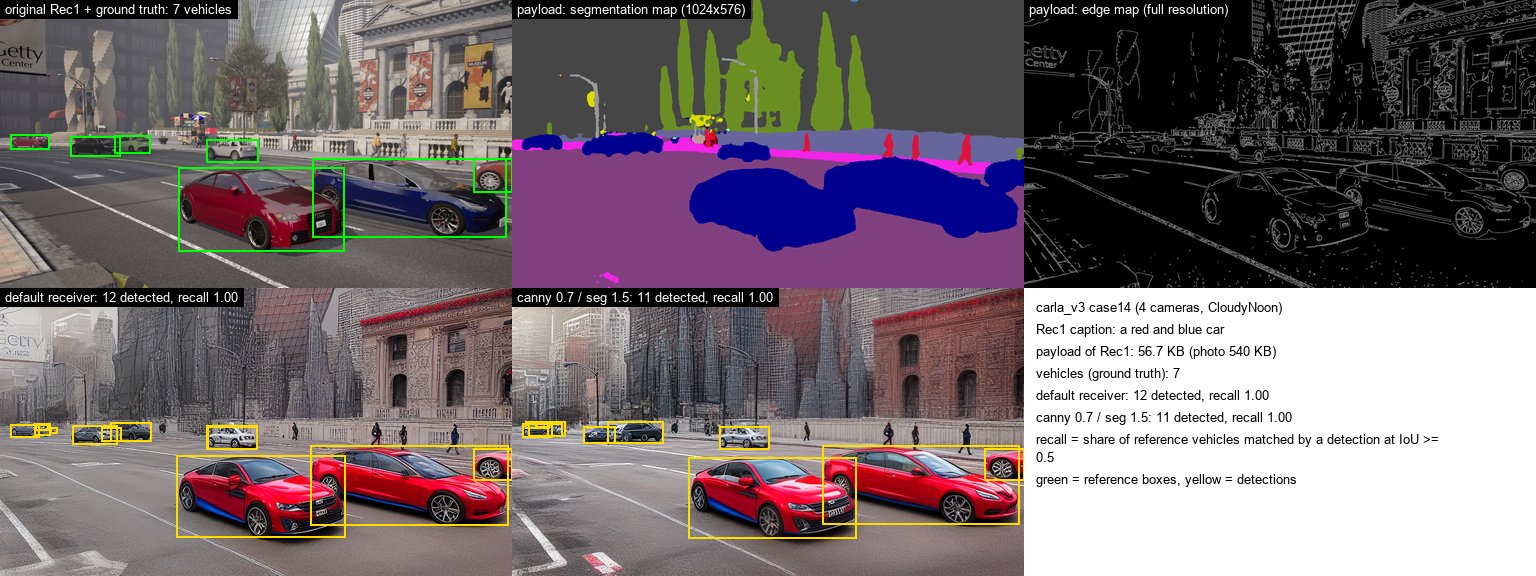 original Rec1 + ground truth: 7 vehicles
payload: segmentation map (1024x576)
payload: edge map (full resolution)
Getty
Center
MUSEUM
Getty
Center
default receiver: 12 detected, recall 1.00
canny 0.7 / seg 1.5: 11 detected, recall 1.00
Getty
carla_v3 case14 (4 cameras, CloudyNoon)
Rec1 caption: a red and blue car
payload of Rec1: 56.7 KB (photo 540 KB)
vehicles (ground truth): 7
default receiver: 12 detected, recall 1.00
canny 0.7 / seg 1.5: 11 detected, recall 1.00
recall = share of reference vehicles matched by a detection at IoU >=
0.5
green = reference boxes, yellow = detections